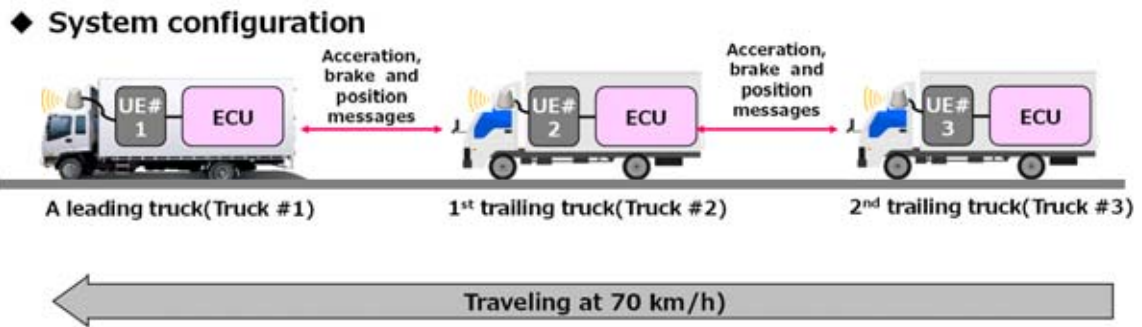 ◆ System configuration
Acceration,
brake and
position
messages
Acceration,
brake and
position
messages
UE#
1
ECU
UE#
2
ECU
UE#
3
ECU
A leading truck(Truck #1)
1st trailing truck(Truck #2)
2nd trailing truck(Truck #3)
Traveling at 70 km/h)